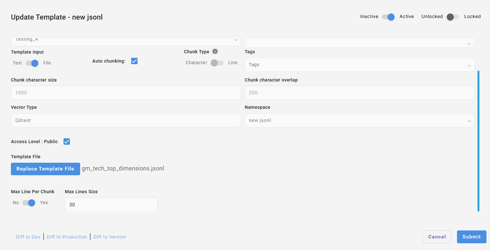 Update Template - new jsonl
Inactive Active Unlocked Locked
Testing_A
Template Input Chunk Type Tags
Text File Auto chunking: Character Line Tags
Chunk character size Chunk character overlap
1000 200
Vector Type Namespace
Qdrant new jsonl
Access Level : Public
Template File
Replace Template File gm_tech_top_dimensions.jsonl
Max Line Per Chunk Max Lines Size
No Yes 30
Diff to Dev | Diff to Production | Diff to Version
Cancel Submit